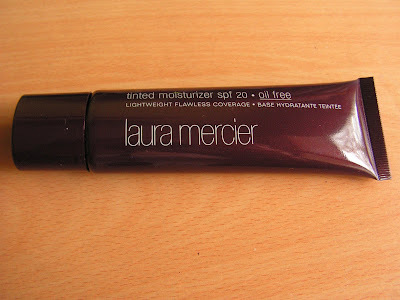 tinted moisturizer spf 20 • oil free
LIGHTWEIGHT FLAWLESS COVERAGE • BASE HYDRATANTE TEINTÉE
laura mercier